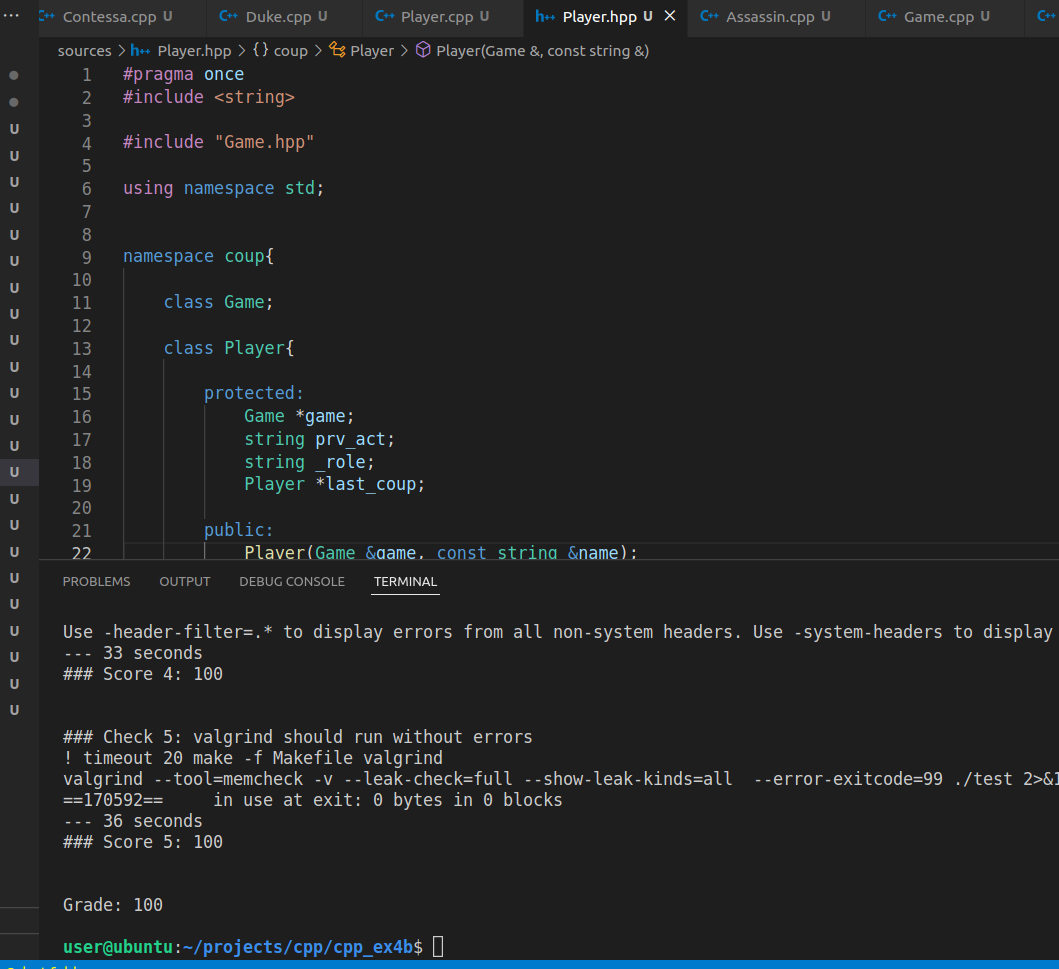 ··· C++ Contessa.cpp U C++ Duke.cpp U C++ Player.cpp U h++ Player.hpp U × C++ Assassin.cpp U C++ Game.cpp U C++
sources > h++ Player.hpp > {} coup > Player > Player(Game &, const string &)
1 #pragma once
2 #include <string>
3
4 #include "Game.hpp"
5
U 6 using namespace std;
U 7
U 8
U 9 namespace coup{
U 10
U 11     class Game;
U 12
U 13     class Player{
U 14
U 15         protected:
U 16             Game *game;
U 17             string prv_act;
U 18             string _role;
U 19             Player *last_coup;
U 20
U 21         public:
U 22             Player(Game &game, const string &name);
U
PROBLEMS OUTPUT DEBUG CONSOLE TERMINAL
U
U
U
U
U
Use -header-filter=.* to display errors from all non-system headers. Use -system-headers to display
--- 33 seconds
### Score 4: 100
### Check 5: valgrind should run without errors
! timeout 20 make -f Makefile valgrind
valgrind --tool=memcheck -v --leak-check=full --show-leak-kinds=all  --error-exitcode=99 ./test 2>&1
==170592==     in use at exit: 0 bytes in 0 blocks
--- 36 seconds
### Score 5: 100
Grade: 100
user@ubuntu:~/projects/cpp/cpp_ex4b$